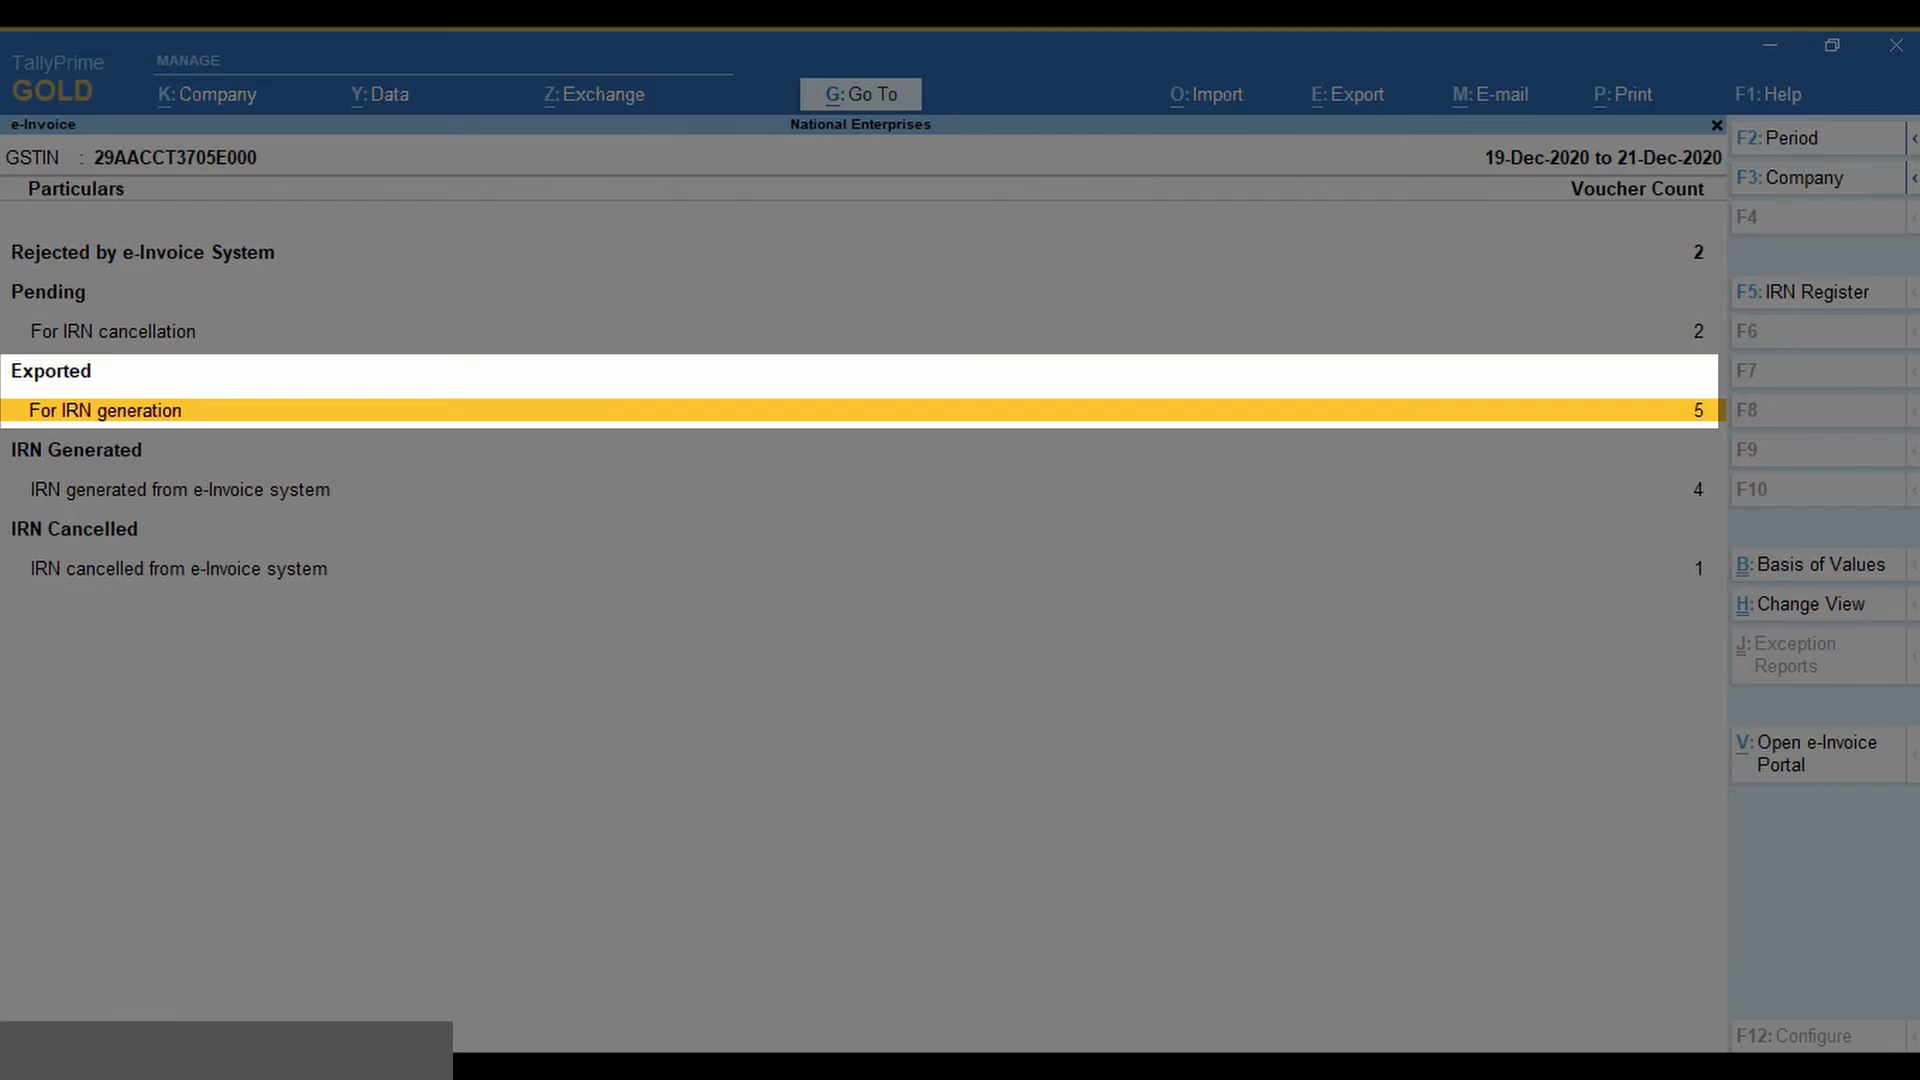 TallyPrime
GOLD
MANAGE
K: Company
Y: Data
Z: Exchange
G: Go To
O: Import
E: Export
M: E-mail
P: Print
F1: Help
e-Invoice
National Enterprises
GSTIN : 29AACCT3705E000
19-Dec-2020 to 21-Dec-2020
Particulars
Voucher Count
Rejected by e-Invoice System 2
Pending
For IRN cancellation 2
Exported
For IRN generation 5
IRN Generated
IRN generated from e-Invoice system 4
IRN Cancelled
IRN cancelled from e-Invoice system 1
F2: Period
F3: Company
F4
F5: IRN Register
F6
F7
F8
F9
F10
B: Basis of Values
H: Change View
J: Exception
Reports
V: Open e-Invoice
Portal
F12: Configure